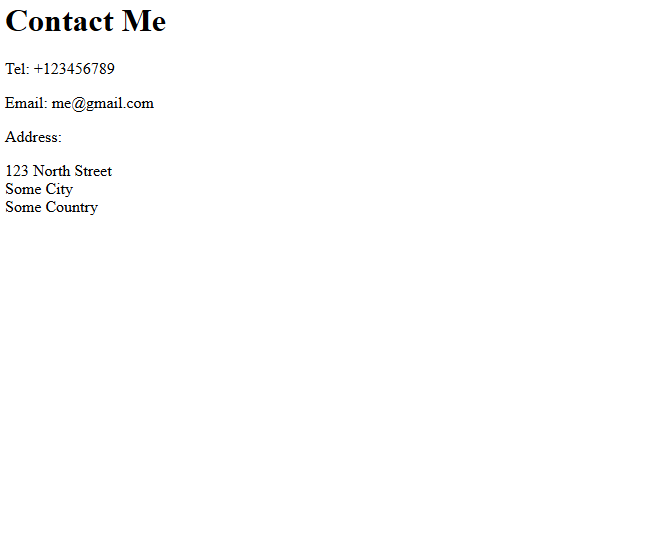 Contact Me
Tel: +123456789
Email: me@gmail.com
Address:
123 North Street
Some City
Some Country